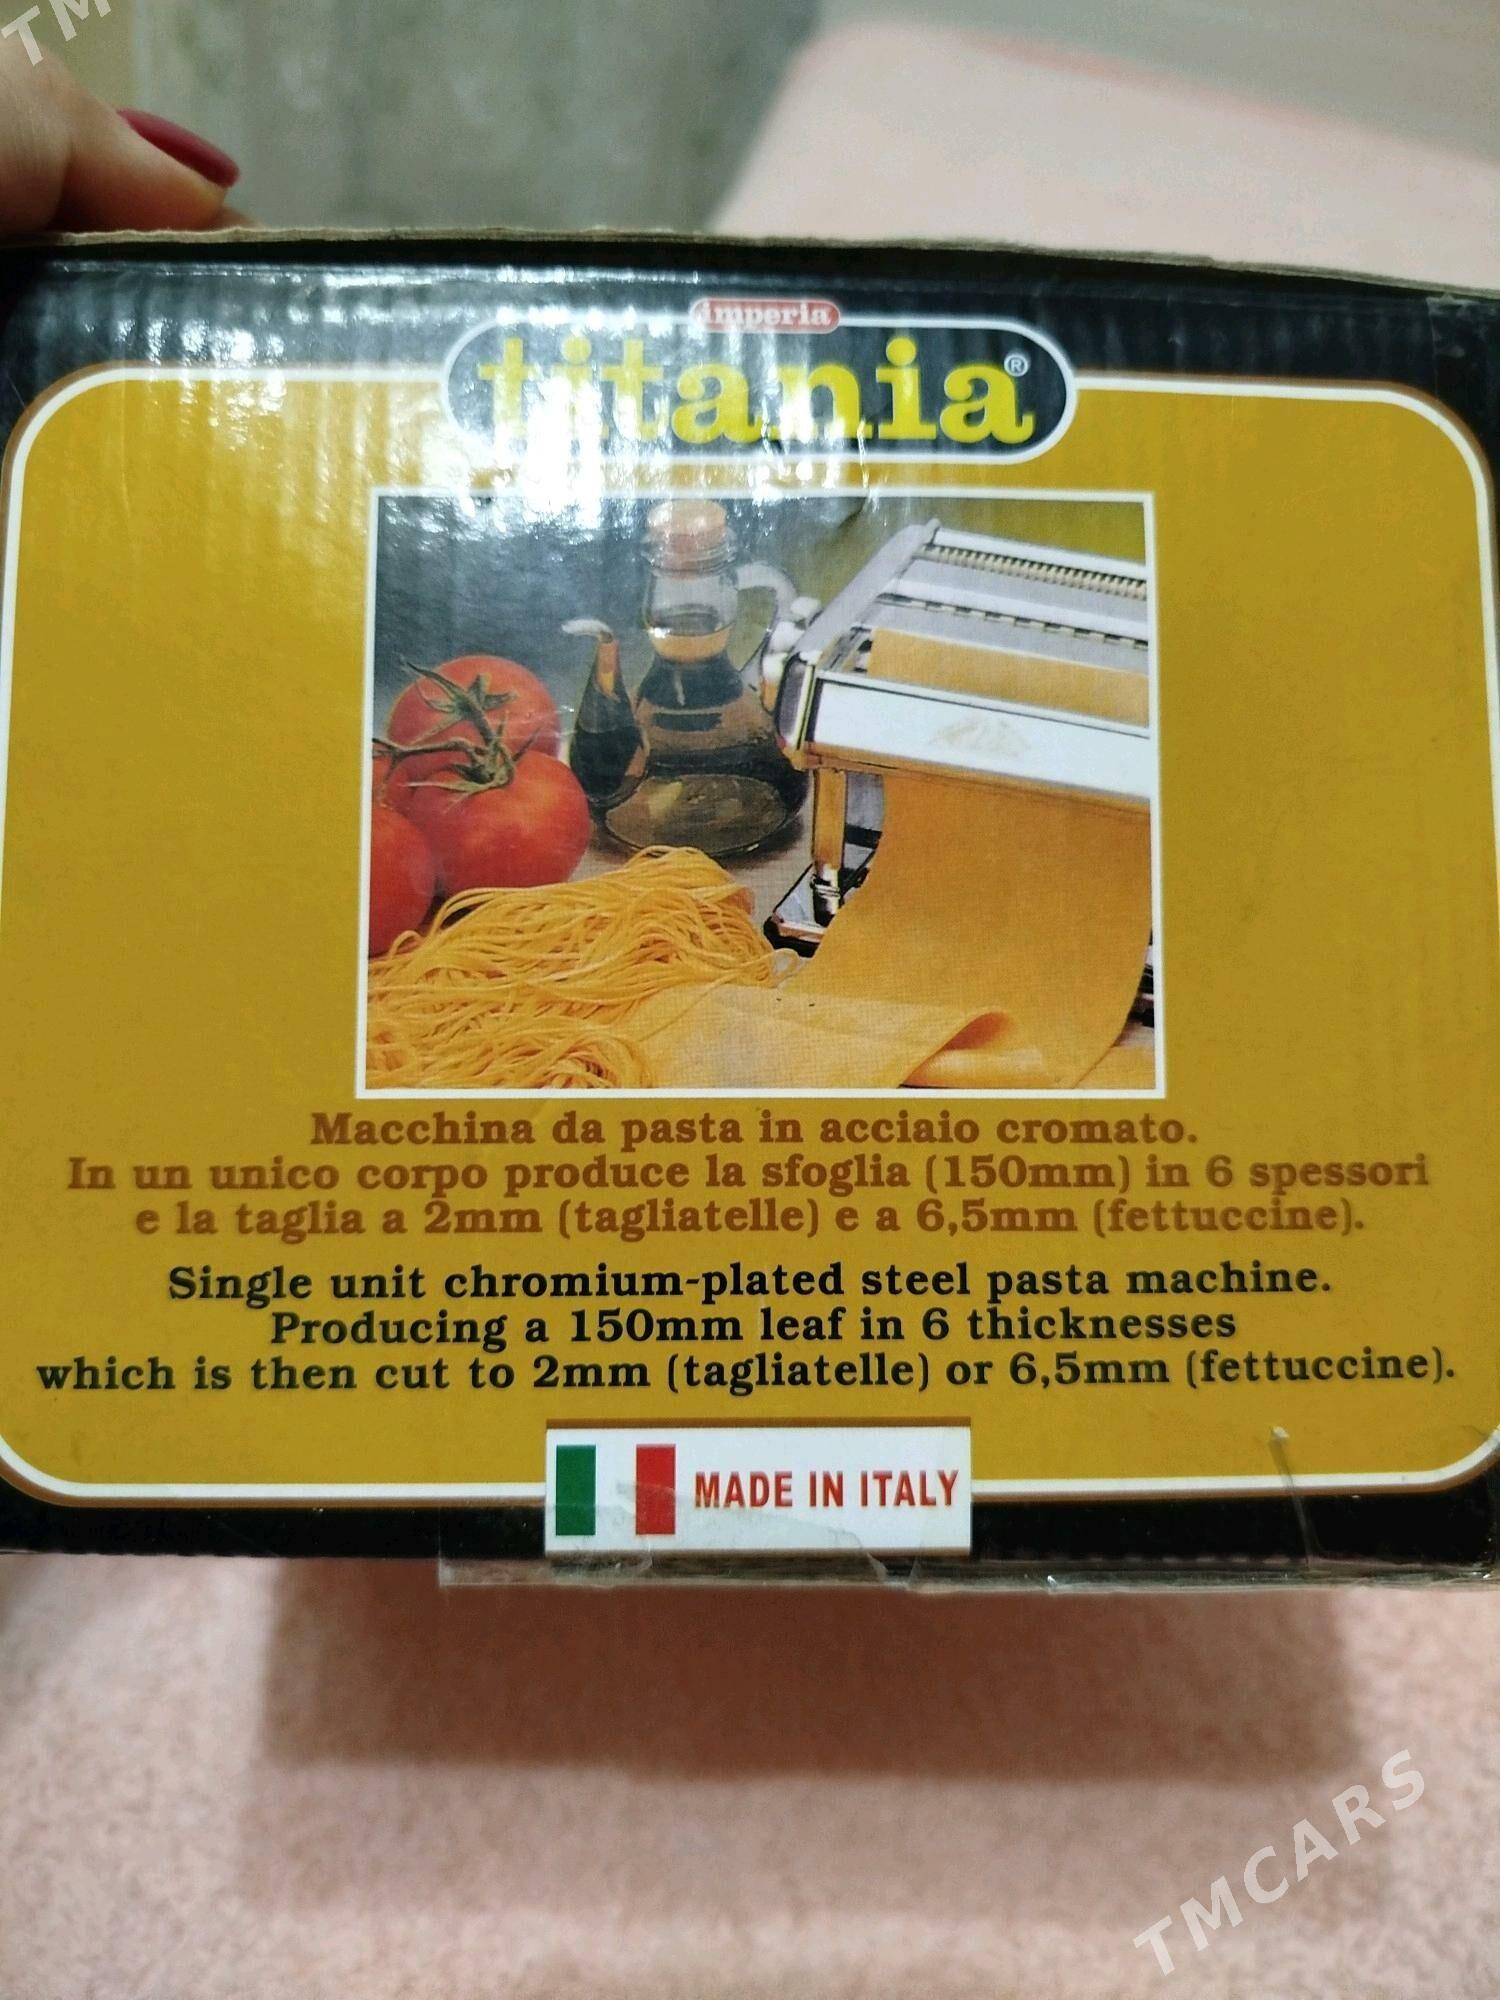 TM
imperia
titania®
Macchina da pasta in acciaio cromato.
In un unico corpo produce la sfoglia (150mm) in 6 spessori
e la taglia a 2mm (tagliatelle) e a 6,5mm (fettuccine).
Single unit chromium-plated steel pasta machine.
Producing a 150mm leaf in 6 thicknesses
which is then cut to 2mm (tagliatelle) or 6,5mm (fettuccine).
MADE IN ITALY
TMCARS